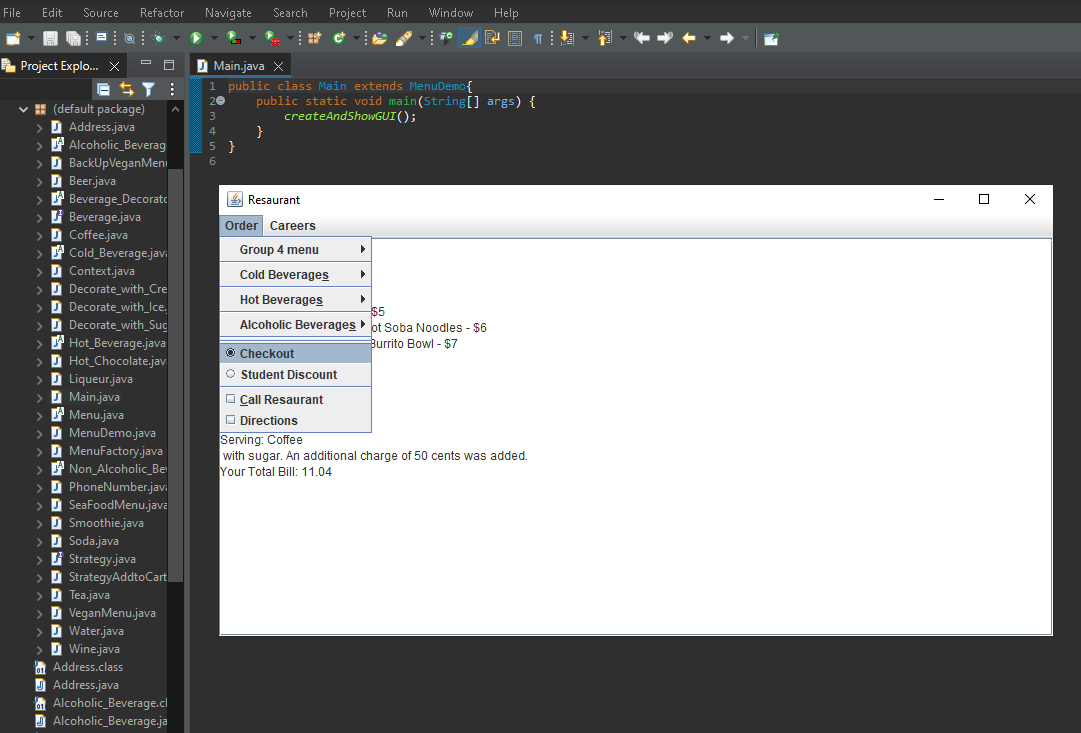 File Edit Source Refactor Navigate Search Project Run Window Help
Project Explo...
Main.java
1 public class Main extends MenuDemo{
2 public static void main(String[] args) {
3 createAndShowGUI();
4 }
5 }
6
(default package)
Address.java
Alcoholic_Beverag
BackUpVeganMen
Beer.java
Beverage_Decorato
Beverage.java
Coffee.java
Cold_Beverage.java
Context.java
Decorate_with_Cre
Decorate_with_Ice.
Decorate_with_Sug
Hot_Beverage.java
Hot_Chocolate.jav
Liqueur.java
Main.java
Menu.java
MenuDemo.java
MenuFactory.java
Non_Alcoholic_Bev
PhoneNumber.java
SeaFoodMenu.java
Smoothie.java
Soda.java
Strategy.java
StrategyAddtoCart
Tea.java
VeganMenu.java
Water.java
Wine.java
Address.class
Address.java
Alcoholic_Beverage.cl
Alcoholic_Beverage.ja
Resaurant
Order Careers
Group 4 menu
Cold Beverages
Hot Beverages
Alcoholic Beverages
Checkout
Student Discount
Call Resaurant
Directions
$5
ot Soba Noodles - $6
Burrito Bowl - $7
Serving: Coffee
with sugar. An additional charge of 50 cents was added.
Your Total Bill: 11.04